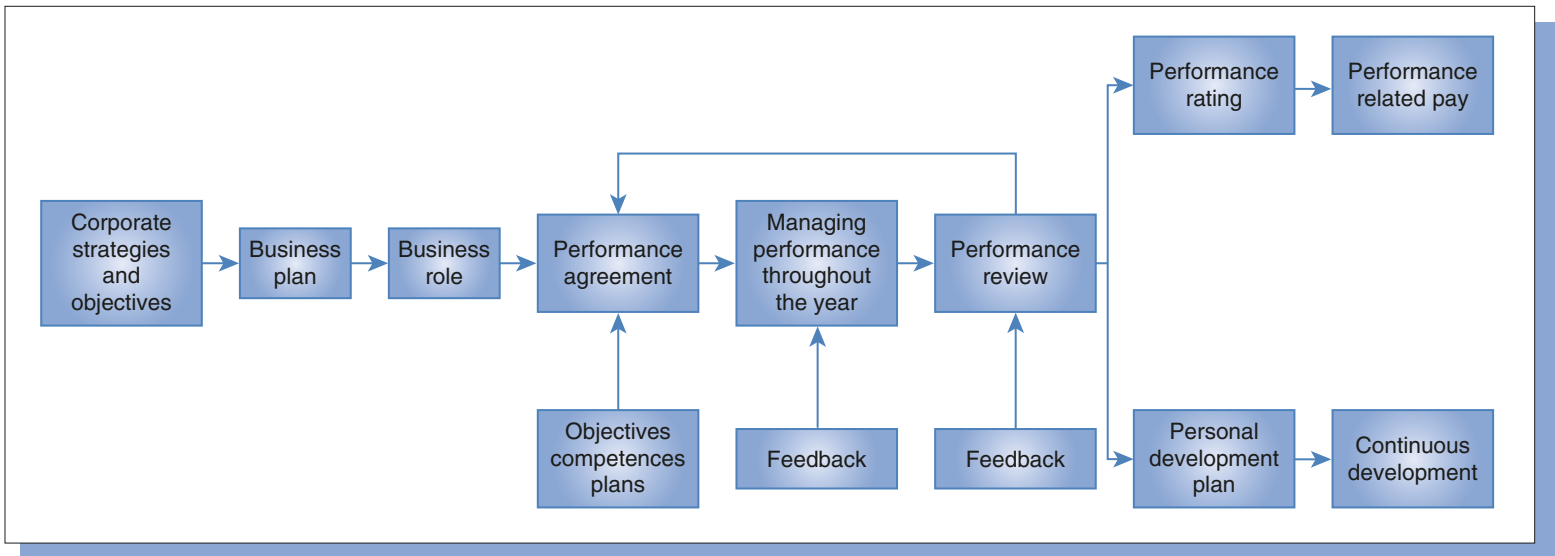 Performance
rating
Performance
related pay
Corporate
strategies
and
objectives
Business
plan
Business
role
Performance
agreement
Managing
performance
throughout
the year
Performance
review
Objectives
competences
plans
Feedback
Feedback
Personal
development
plan
Continuous
development